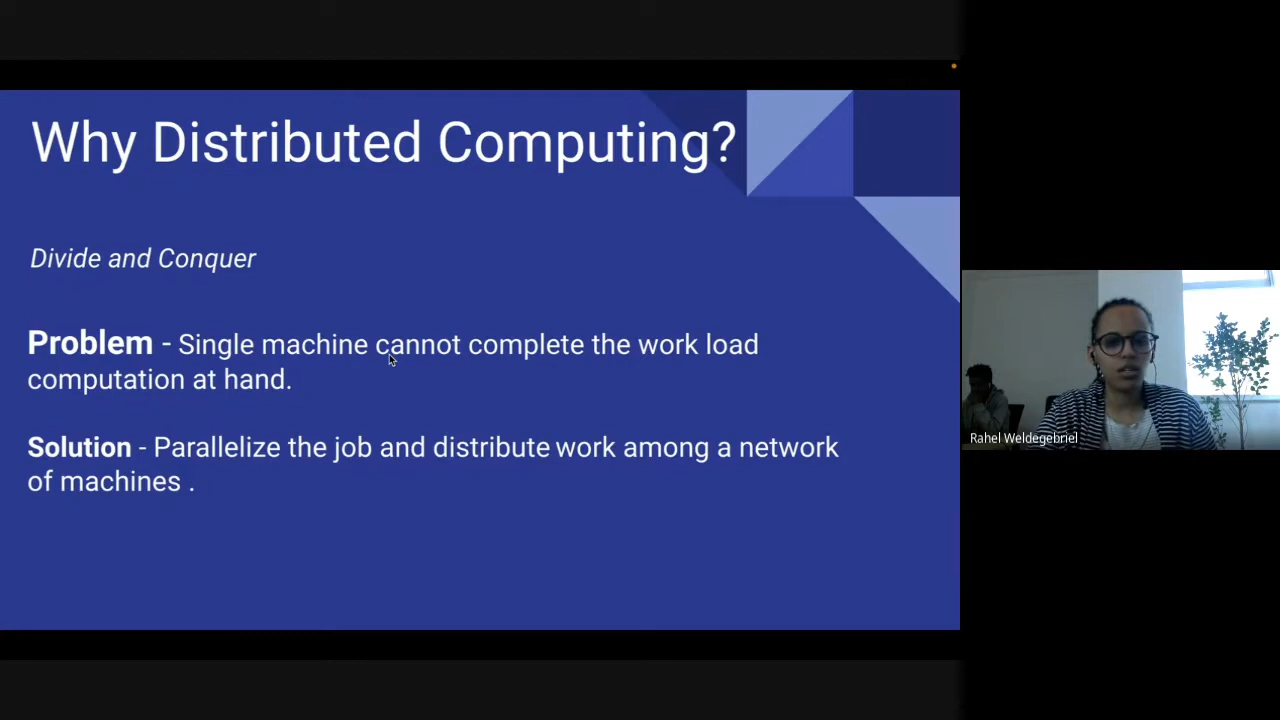 Why Distributed Computing?
Divide and Conquer
Problem - Single machine cannot complete the work load
computation at hand.
Solution - Parallelize the job and distribute work among a network
of machines .
Rahel Weldegebriel